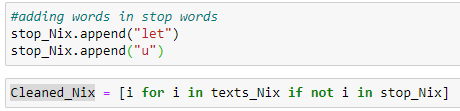 #adding words in stop words
stop_Nix.append("let")
stop_Nix.append("u")
Cleaned_Nix = [i for i in texts_Nix if not i in stop_Nix]